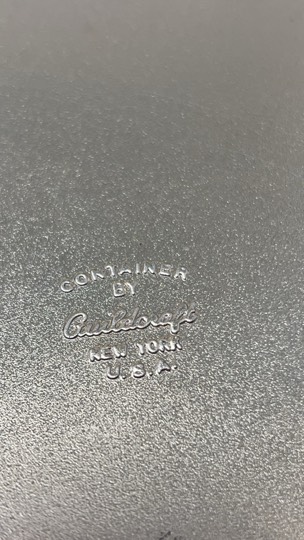 CONTAINER
BY
Guildcraft
NEW YORK
U.S.A.